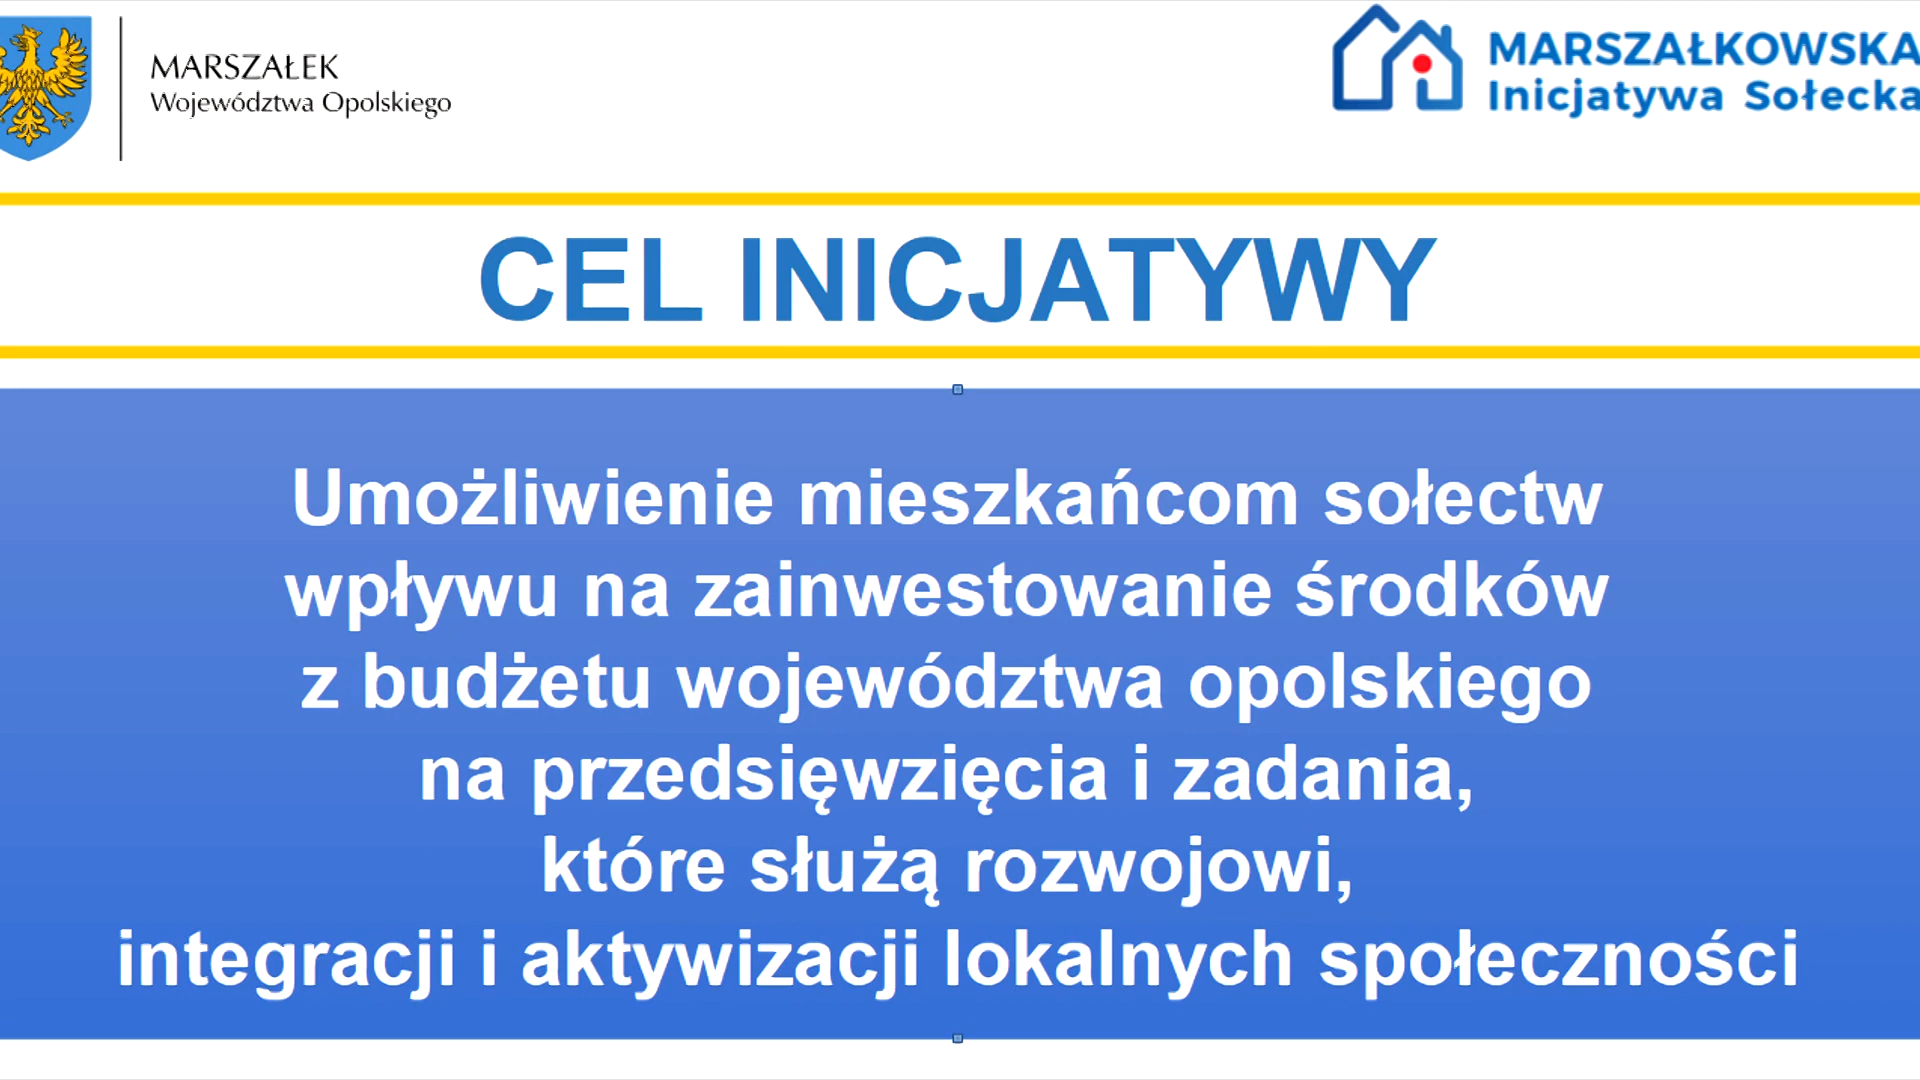 MARSZAŁEK
Województwa Opolskiego
MARSZAŁKOWSKA
Inicjatywa Sołecka
CEL INICJATYWY
Umożliwienie mieszkańcom sołectw
wpływu na zainwestowanie środków
z budżetu województwa opolskiego
na przedsięwzięcia i zadania,
które służą rozwojowi,
integracji i aktywizacji lokalnych społeczności